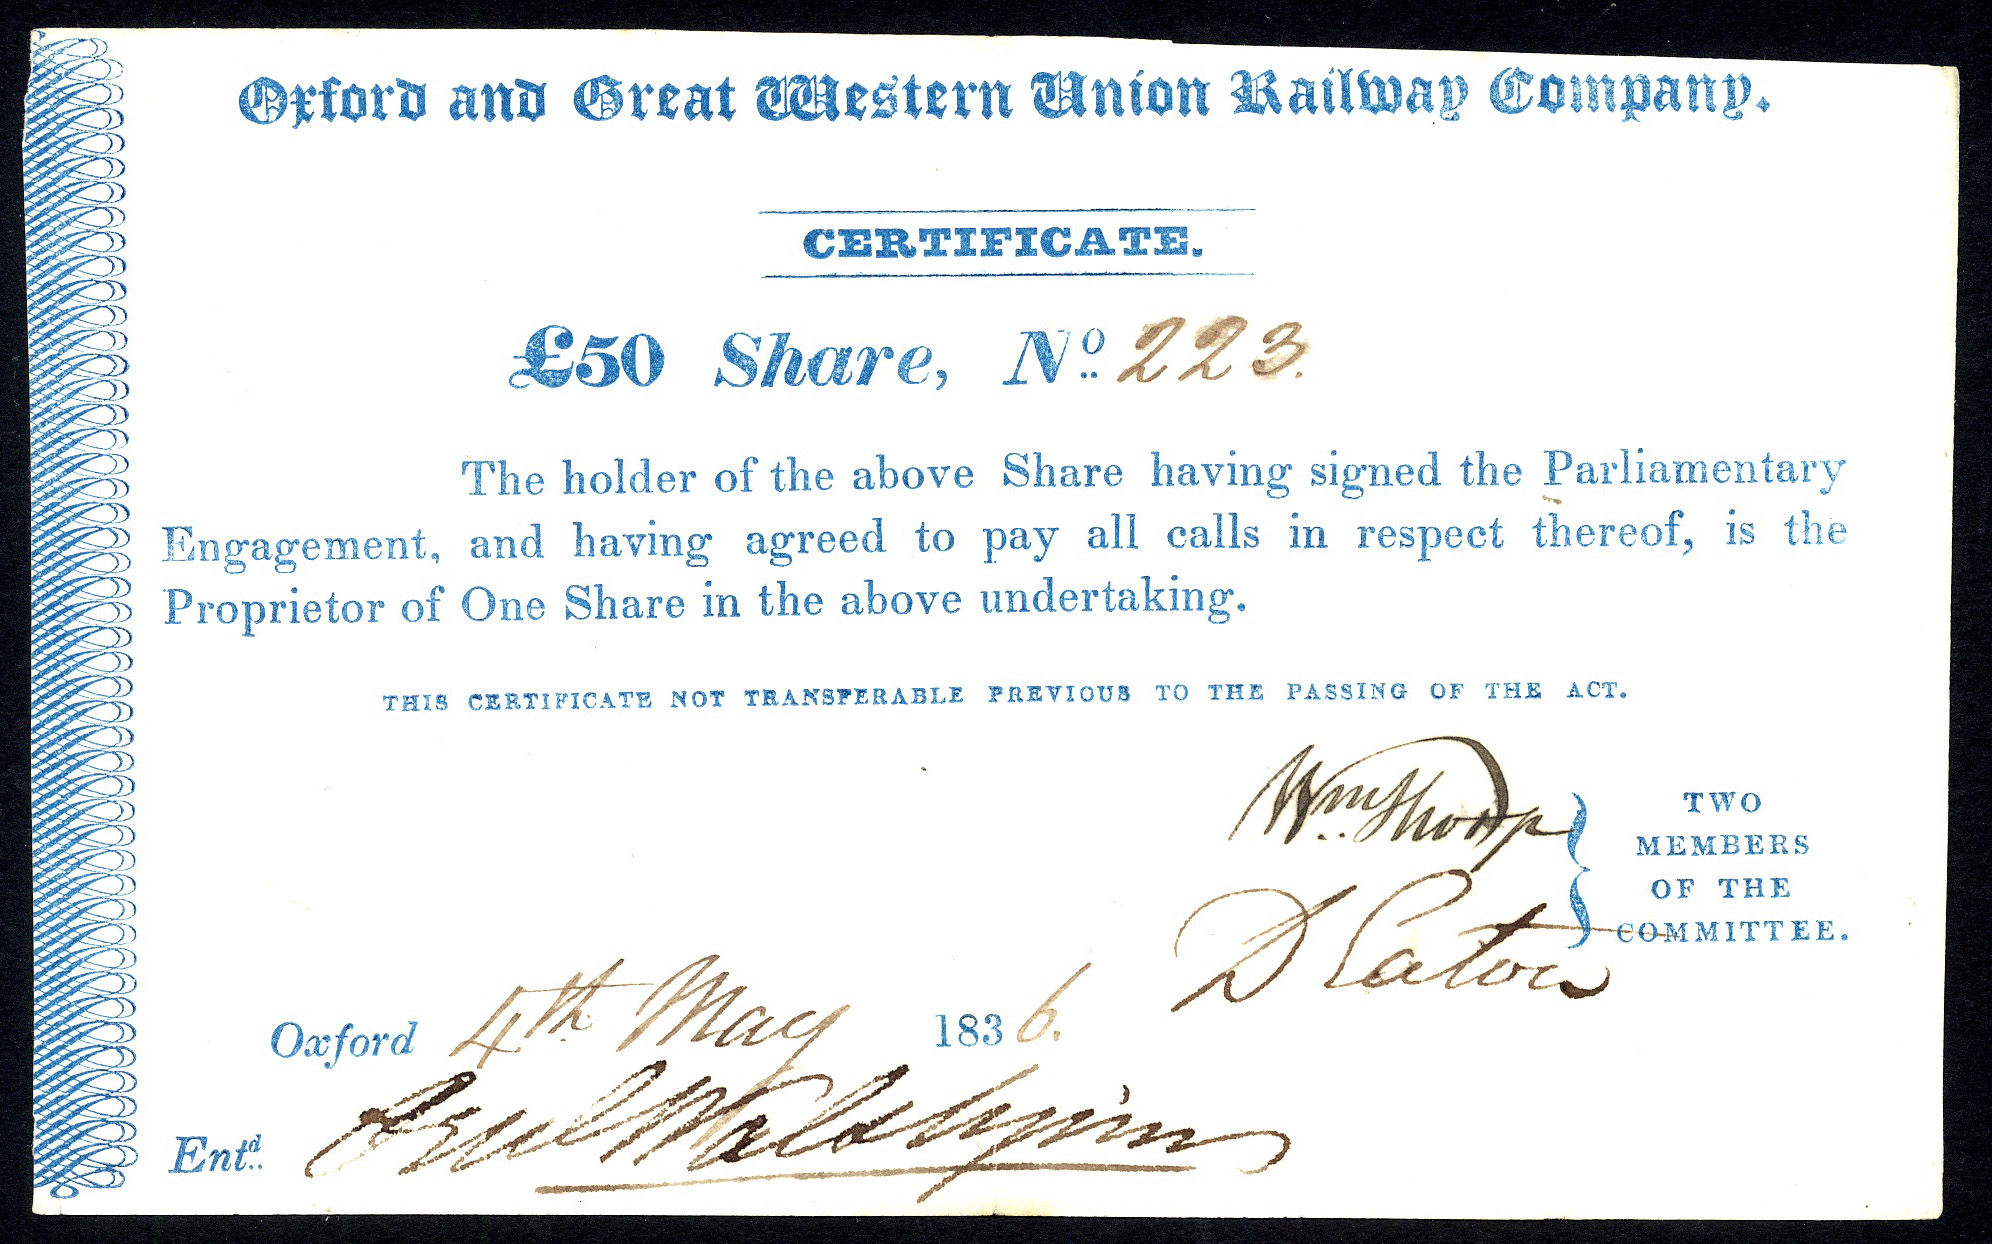 Oxford and Great Western Union Railway Company.
CERTIFICATE.
£50 Share, No. 223.
The holder of the above Share having signed the Parliamentary
Engagement, and having agreed to pay all calls in respect thereof, is the
Proprietor of One Share in the above undertaking.
THIS CERTIFICATE NOT TRANSFERABLE PREVIOUS TO THE PASSING OF THE ACT.
Wm. Thorp
TWO
MEMBERS
OF THE
COMMITTEE.
D Eaton
Oxford 4th May 1836.
Entd.